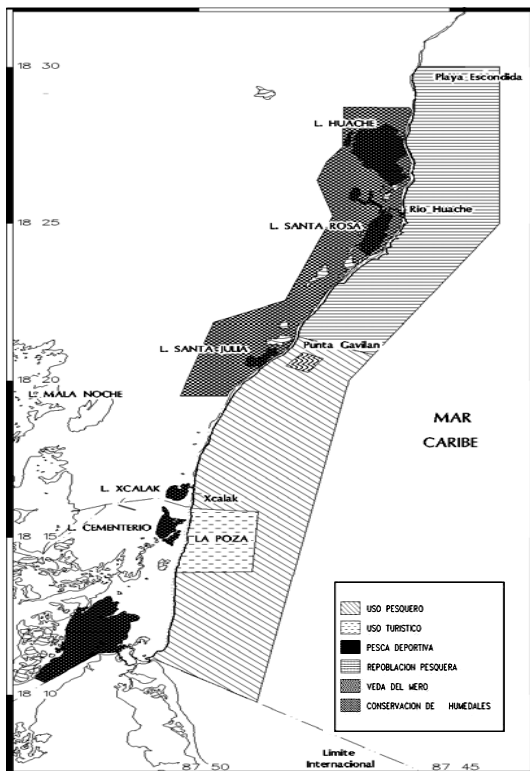 18 30
Playa Escondida
L. HUACHE
Rio Huache
18 25
L. SANTA ROSA
Punta Gavilan
L. SANTA JULIA
18 20
L. MALA NOCHE
MAR
CARIBE
L. XCALAK
Xcalak
L. CEMENTERIO
LA POZA
18 15
USO PESQUERO
USO TURISTICO
PESCA DEPORTIVA
REPOBLACION PESQUERA
VEDA DEL MERO
CONSERVACION DE HUMEDALES
18 10
Limite
Internacional
87 50
87 45